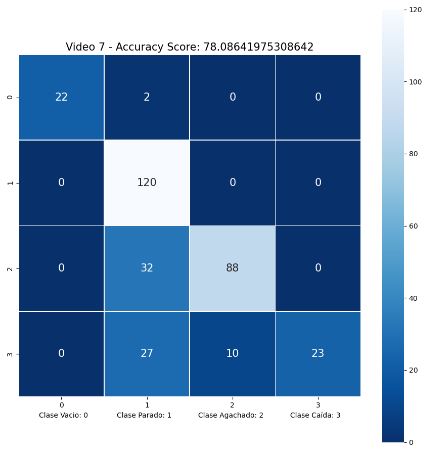 Video 7 - Accuracy Score: 78.08641975308642
120
100
80
60
40
20
0
0 22 2 0 0
1 0 120 0 0
2 0 32 88 0
3 0 27 10 23
0 1 2 3
Clase Vacio: 0 Clase Parado: 1 Clase Agachado: 2 Clase Caída: 3